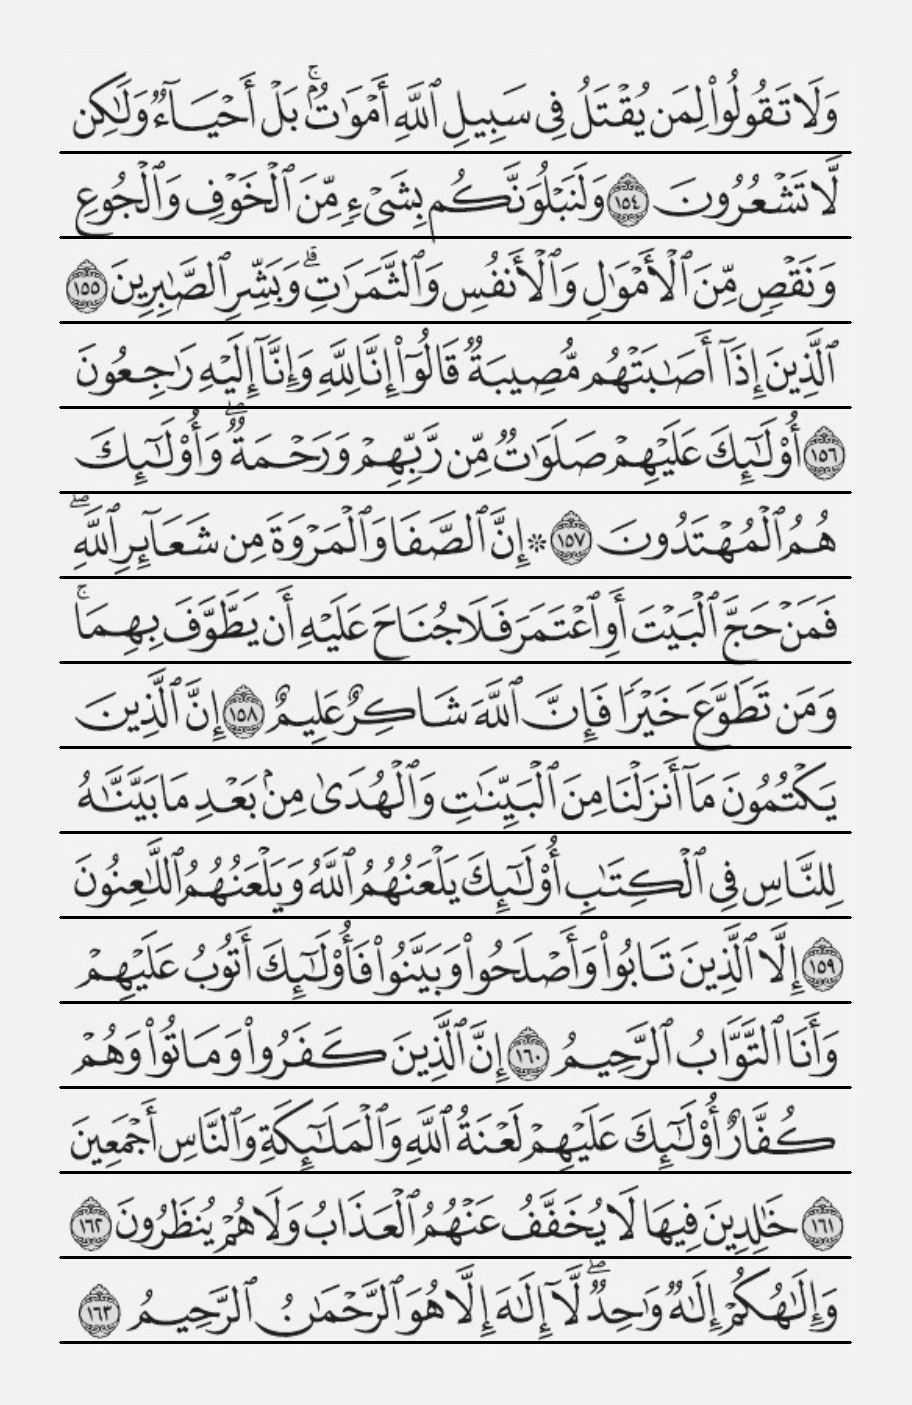 وَلَا تَقُولُوا۟ لِمَن يُقْتَلُ فِى سَبِيلِ ٱللَّهِ أَمْوَٰتٌۢ ۚ بَلْ أَحْيَآءٌ وَلَـٰكِن
لَّا تَشْعُرُونَ ١٥٤ وَلَنَبْلُوَنَّكُم بِشَىْءٍ مِّنَ ٱلْخَوْفِ وَٱلْجُوعِ
وَنَقْصٍ مِّنَ ٱلْأَمْوَٰلِ وَٱلْأَنفُسِ وَٱلثَّمَرَٰتِ ۗ وَبَشِّرِ ٱلصَّـٰبِرِينَ ١٥٥
ٱلَّذِينَ إِذَآ أَصَـٰبَتْهُم مُّصِيبَةٌ قَالُوٓا۟ إِنَّا لِلَّهِ وَإِنَّآ إِلَيْهِ رَٰجِعُونَ
١٥٦ أُو۟لَـٰٓئِكَ عَلَيْهِمْ صَلَوَٰتٌ مِّن رَّبِّهِمْ وَرَحْمَةٌ ۖ وَأُو۟لَـٰٓئِكَ
هُمُ ٱلْمُهْتَدُونَ ١٥٧ * إِنَّ ٱلصَّفَا وَٱلْمَرْوَةَ مِن شَعَآئِرِ ٱللَّهِ ۖ
فَمَنْ حَجَّ ٱلْبَيْتَ أَوِ ٱعْتَمَرَ فَلَا جُنَاحَ عَلَيْهِ أَن يَطَّوَّفَ بِهِمَا ۚ
وَمَن تَطَوَّعَ خَيْرًا فَإِنَّ ٱللَّهَ شَاكِرٌ عَلِيمٌ ١٥٨ إِنَّ ٱلَّذِينَ
يَكْتُمُونَ مَآ أَنزَلْنَا مِنَ ٱلْبَيِّنَـٰتِ وَٱلْهُدَىٰ مِنۢ بَعْدِ مَا بَيَّنَّـٰهُ
لِلنَّاسِ فِى ٱلْكِتَـٰبِ أُو۟لَـٰٓئِكَ يَلْعَنُهُمُ ٱللَّهُ وَيَلْعَنُهُمُ ٱللَّـٰعِنُونَ
١٥٩ إِلَّا ٱلَّذِينَ تَابُوا۟ وَأَصْلَحُوا۟ وَبَيَّنُوا۟ فَأُو۟لَـٰٓئِكَ أَتُوبُ عَلَيْهِمْ
وَأَنَا ٱلتَّوَّابُ ٱلرَّحِيمُ ١٦٠ إِنَّ ٱلَّذِينَ كَفَرُوا۟ وَمَاتُوا۟ وَهُمْ
كُفَّارٌ أُو۟لَـٰٓئِكَ عَلَيْهِمْ لَعْنَةُ ٱللَّهِ وَٱلْمَلَـٰٓئِكَةِ وَٱلنَّاسِ أَجْمَعِينَ
١٦١ خَـٰلِدِينَ فِيهَا لَا يُخَفَّفُ عَنْهُمُ ٱلْعَذَابُ وَلَا هُمْ يُنظَرُونَ ١٦٢
وَإِلَـٰهُكُمْ إِلَـٰهٌ وَٰحِدٌ ۖ لَّآ إِلَـٰهَ إِلَّا هُوَ ٱلرَّحْمَـٰنُ ٱلرَّحِيمُ ١٦٣